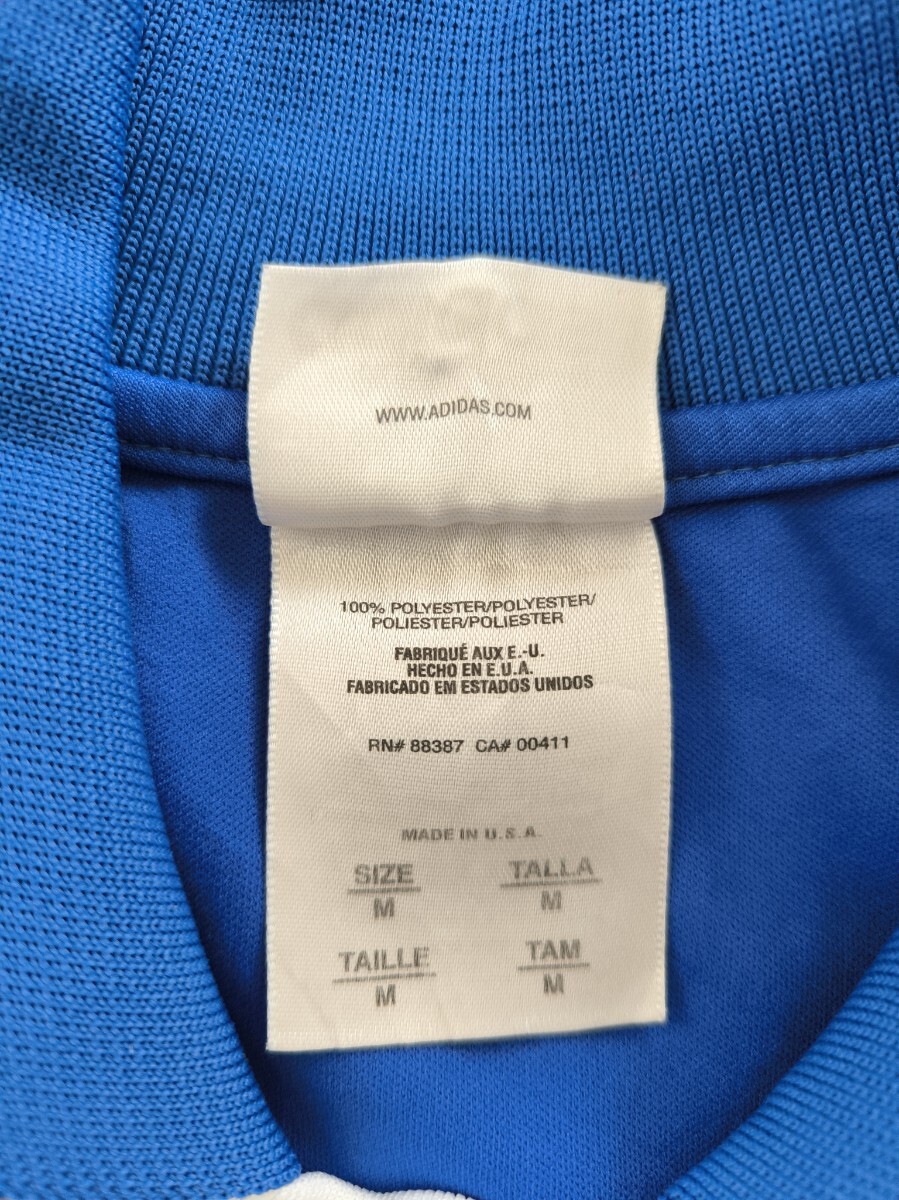 WWW.ADIDAS.COM
100% POLYESTER/POLYESTER/
POLIESTER/POLIESTER
FABRIQUÉ AUX E.-U.
HECHO EN E.U.A.
FABRICADO EM ESTADOS UNIDOS
RN# 88387 CA# 00411
MADE IN U.S.A.
SIZE TALLA
M M
TAILLE TAM
M M